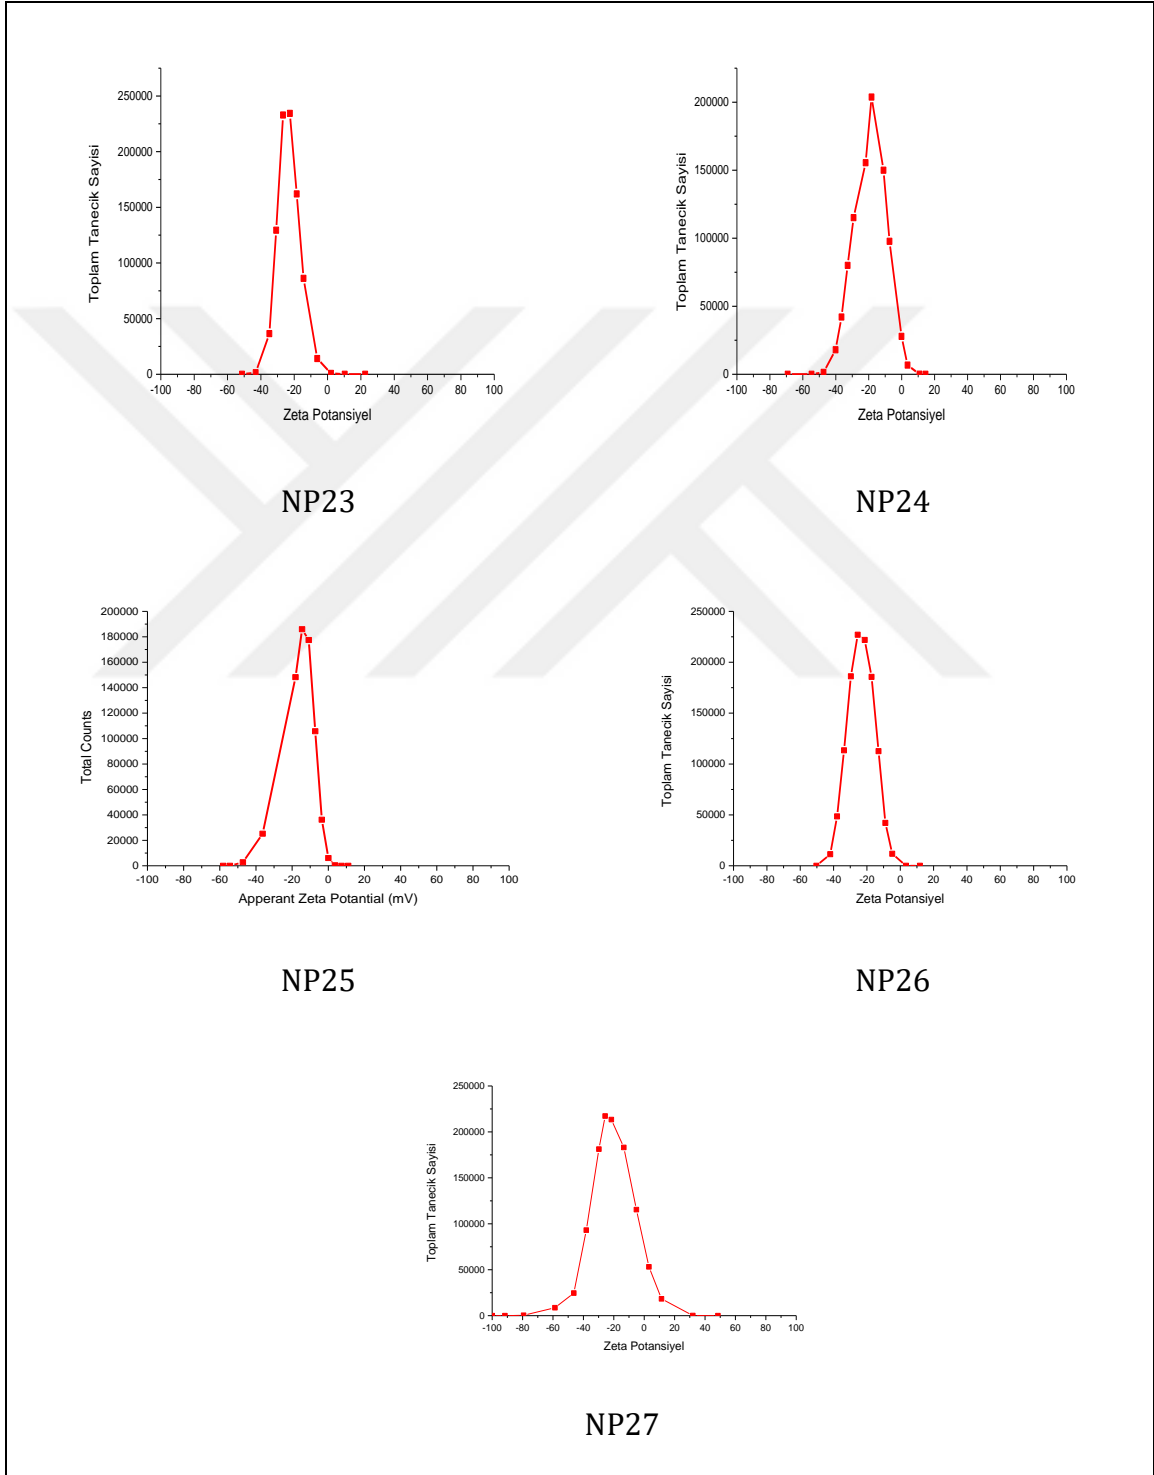 250000
200000
150000
100000
50000
0
Toplam Tanecik Sayisi
-100 -80 -60 -40 -20 0 20 40 60 80 100
Zeta Potansiyel
NP23
200000
150000
100000
50000
0
Toplam Tanecik Sayisi
-100 -80 -60 -40 -20 0 20 40 60 80 100
Zeta Potansiyel
NP24
200000
180000
160000
140000
120000
100000
80000
60000
40000
20000
0
Total Counts
-100 -80 -60 -40 -20 0 20 40 60 80 100
Apperant Zeta Potantial (mV)
NP25
250000
200000
150000
100000
50000
0
Toplam Tanecik Sayisi
-100 -80 -60 -40 -20 0 20 40 60 80 100
Zeta Potansiyel
NP26
250000
200000
150000
100000
50000
0
Toplam Tanecik Sayisi
-100 -80 -60 -40 -20 0 20 40 60 80 100
Zeta Potansiyel
NP27